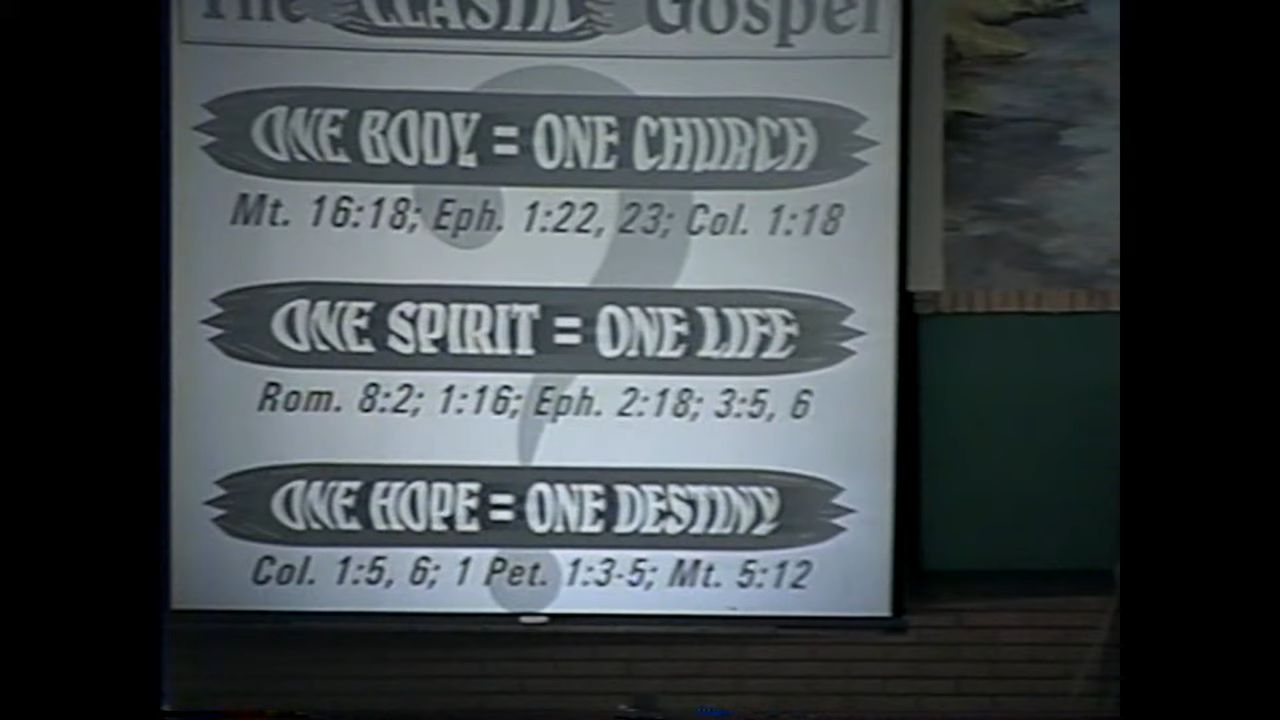 The ELASTIC Gospel
ONE BODY = ONE CHURCH
Mt. 16:18; Eph. 1:22, 23; Col. 1:18
ONE SPIRIT = ONE LIFE
Rom. 8:2; 1:16; Eph. 2:18; 3:5, 6
ONE HOPE = ONE DESTINY
Col. 1:5, 6; 1 Pet. 1:3-5; Mt. 5:12